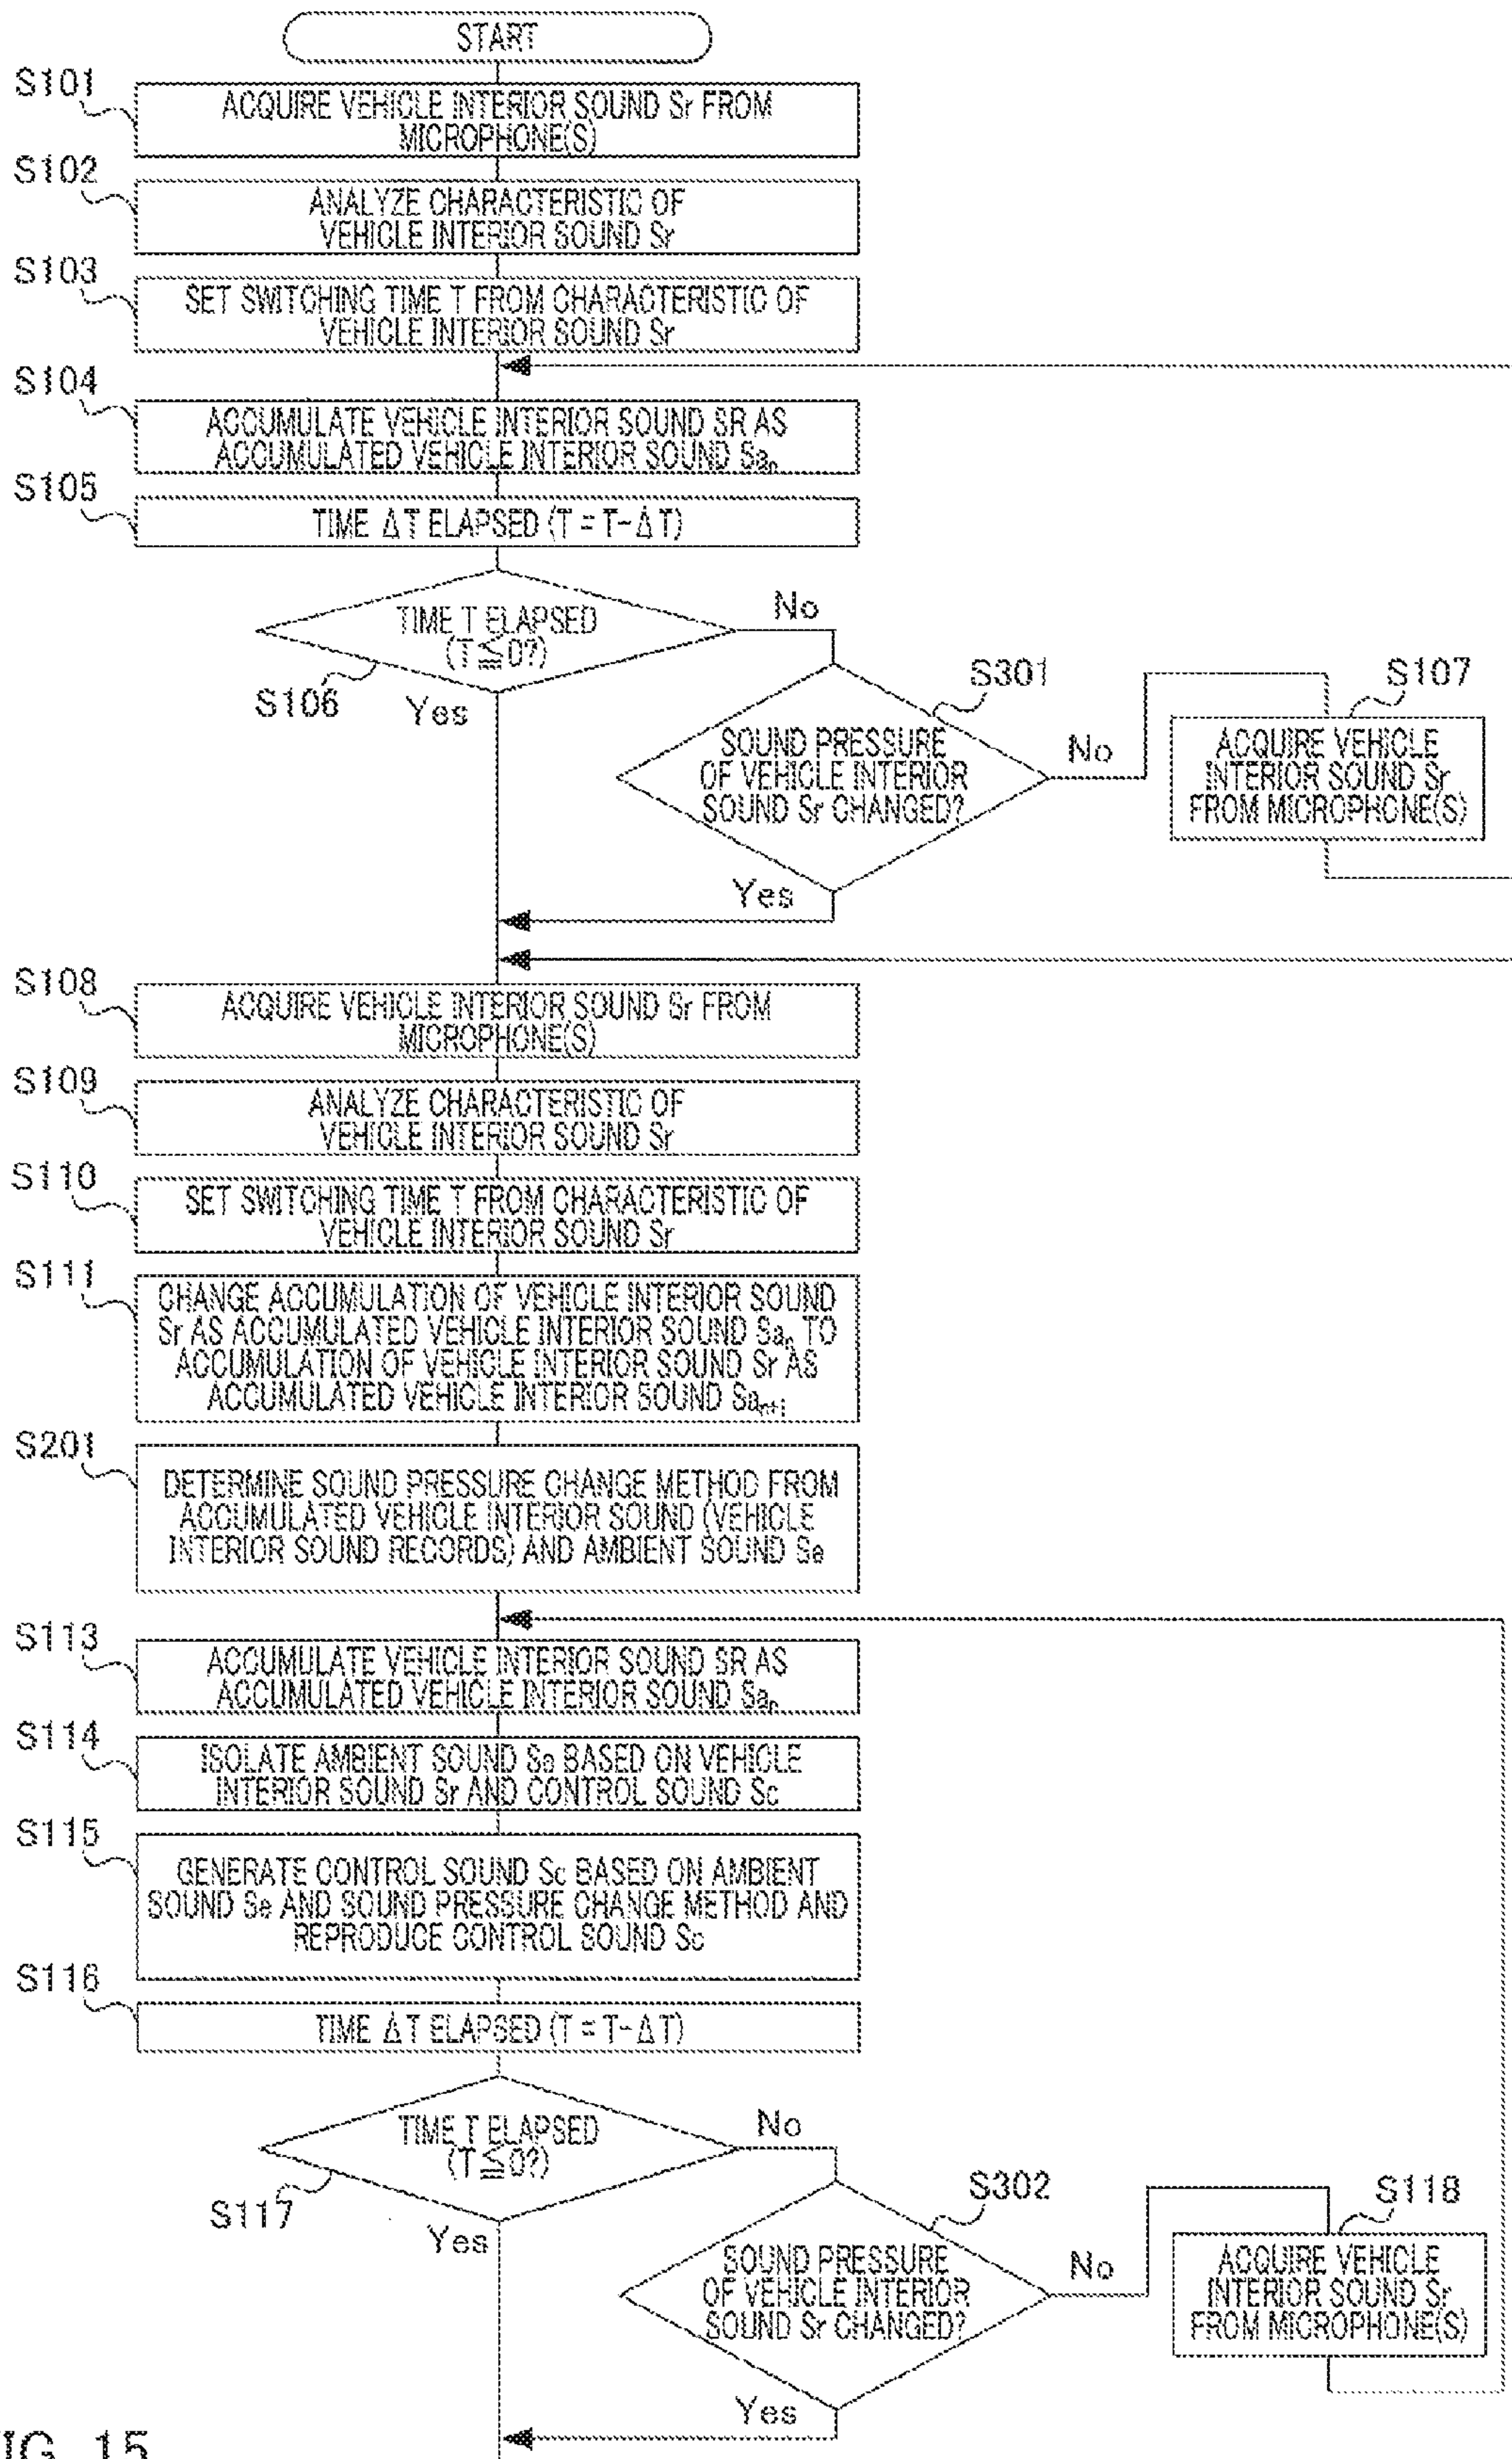 START
S101
ACQUIRE VEHICLE INTERIOR SOUND Sr FROM
MICROPHONE(S)
S102
ANALYZE CHARACTERISTIC OF
VEHICLE INTERIOR SOUND Sr
S103
SET SWITCHING TIME T FROM CHARACTERISTIC OF
VEHICLE INTERIOR SOUND Sr
S104
ACCUMULATE VEHICLE INTERIOR SOUND SR AS
ACCUMULATED VEHICLE INTERIOR SOUND Saₙ
S105
TIME ΔT ELAPSED (T = T-ΔT)
TIME T ELAPSED
(T≦0?)
S106
No
Yes
S301
SOUND PRESSURE
OF VEHICLE INTERIOR
SOUND Sr CHANGED?
No
Yes
S107
ACQUIRE VEHICLE
INTERIOR SOUND Sr
FROM MICROPHONE(S)
S108
ACQUIRE VEHICLE INTERIOR SOUND Sr FROM
MICROPHONE(S)
S109
ANALYZE CHARACTERISTIC OF
VEHICLE INTERIOR SOUND Sr
S110
SET SWITCHING TIME T FROM CHARACTERISTIC OF
VEHICLE INTERIOR SOUND Sr
S111
CHANGE ACCUMULATION OF VEHICLE INTERIOR SOUND
Sr AS ACCUMULATED VEHICLE INTERIOR SOUND Saₙ TO
ACCUMULATION OF VEHICLE INTERIOR SOUND Sr AS
ACCUMULATED VEHICLE INTERIOR SOUND Saₙ₊₁
S201
DETERMINE SOUND PRESSURE CHANGE METHOD FROM
ACCUMULATED VEHICLE INTERIOR SOUND (VEHICLE
INTERIOR SOUND RECORDS) AND AMBIENT SOUND Se
S113
ACCUMULATE VEHICLE INTERIOR SOUND SR AS
ACCUMULATED VEHICLE INTERIOR SOUND Saₙ
S114
ISOLATE AMBIENT SOUND Se BASED ON VEHICLE
INTERIOR SOUND Sr AND CONTROL SOUND Sc
S115
GENERATE CONTROL SOUND Sc BASED ON AMBIENT
SOUND Se AND SOUND PRESSURE CHANGE METHOD AND
REPRODUCE CONTROL SOUND Sc
S116
TIME ΔT ELAPSED (T = T-ΔT)
TIME T ELAPSED
(T≦0?)
S117
No
Yes
S302
SOUND PRESSURE
OF VEHICLE INTERIOR
SOUND Sr CHANGED?
No
Yes
S118
ACQUIRE VEHICLE
INTERIOR SOUND Sr
FROM MICROPHONE(S)
IG. 15